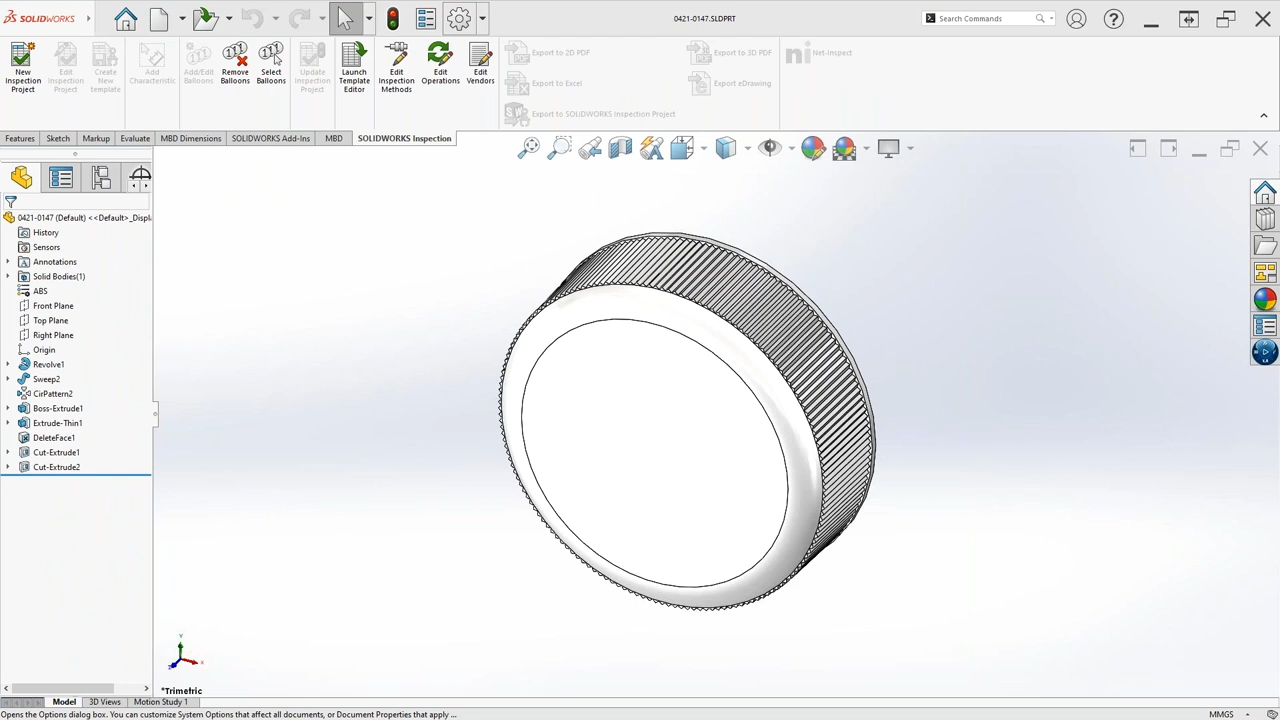 SOLIDWORKS
0421-0147.SLDPRT
Search Commands
New Inspection Project
Edit Inspection Project
Create New template
Add Characteristic
Add/Edit Balloons
Remove Balloons
Select Balloons
Update Inspection Project
Launch Template Editor
Edit Inspection Methods
Edit Operations
Edit Vendors
Export to 2D PDF
Export to Excel
Export to SOLIDWORKS Inspection Project
Export to 3D PDF
Export eDrawing
Net-Inspect
Features
Sketch
Markup
Evaluate
MBD Dimensions
SOLIDWORKS Add-Ins
MBD
SOLIDWORKS Inspection
0421-0147 (Default) <<Default>_Displ
History
Sensors
Annotations
Solid Bodies(1)
ABS
Front Plane
Top Plane
Right Plane
Origin
Revolve1
Sweep2
CirPattern2
Boss-Extrude1
Extrude-Thin1
DeleteFace1
Cut-Extrude1
Cut-Extrude2
*Trimetric
Model
3D Views
Motion Study 1
Opens the Options dialog box. You can customize System Options that affect all documents, or Document Properties that apply ...
MMGS